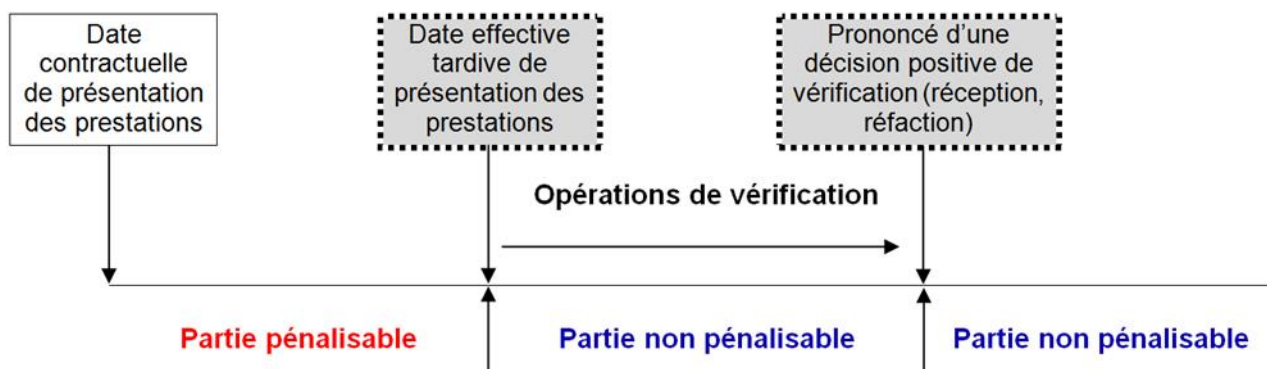 Date
contractuelle
de présentation
des prestations
Date effective
tardive de
présentation des
prestations
Prononcé d’une
décision positive de
vérification (réception,
réfaction)
Opérations de vérification
Partie pénalisable
Partie non pénalisable
Partie non pénalisable